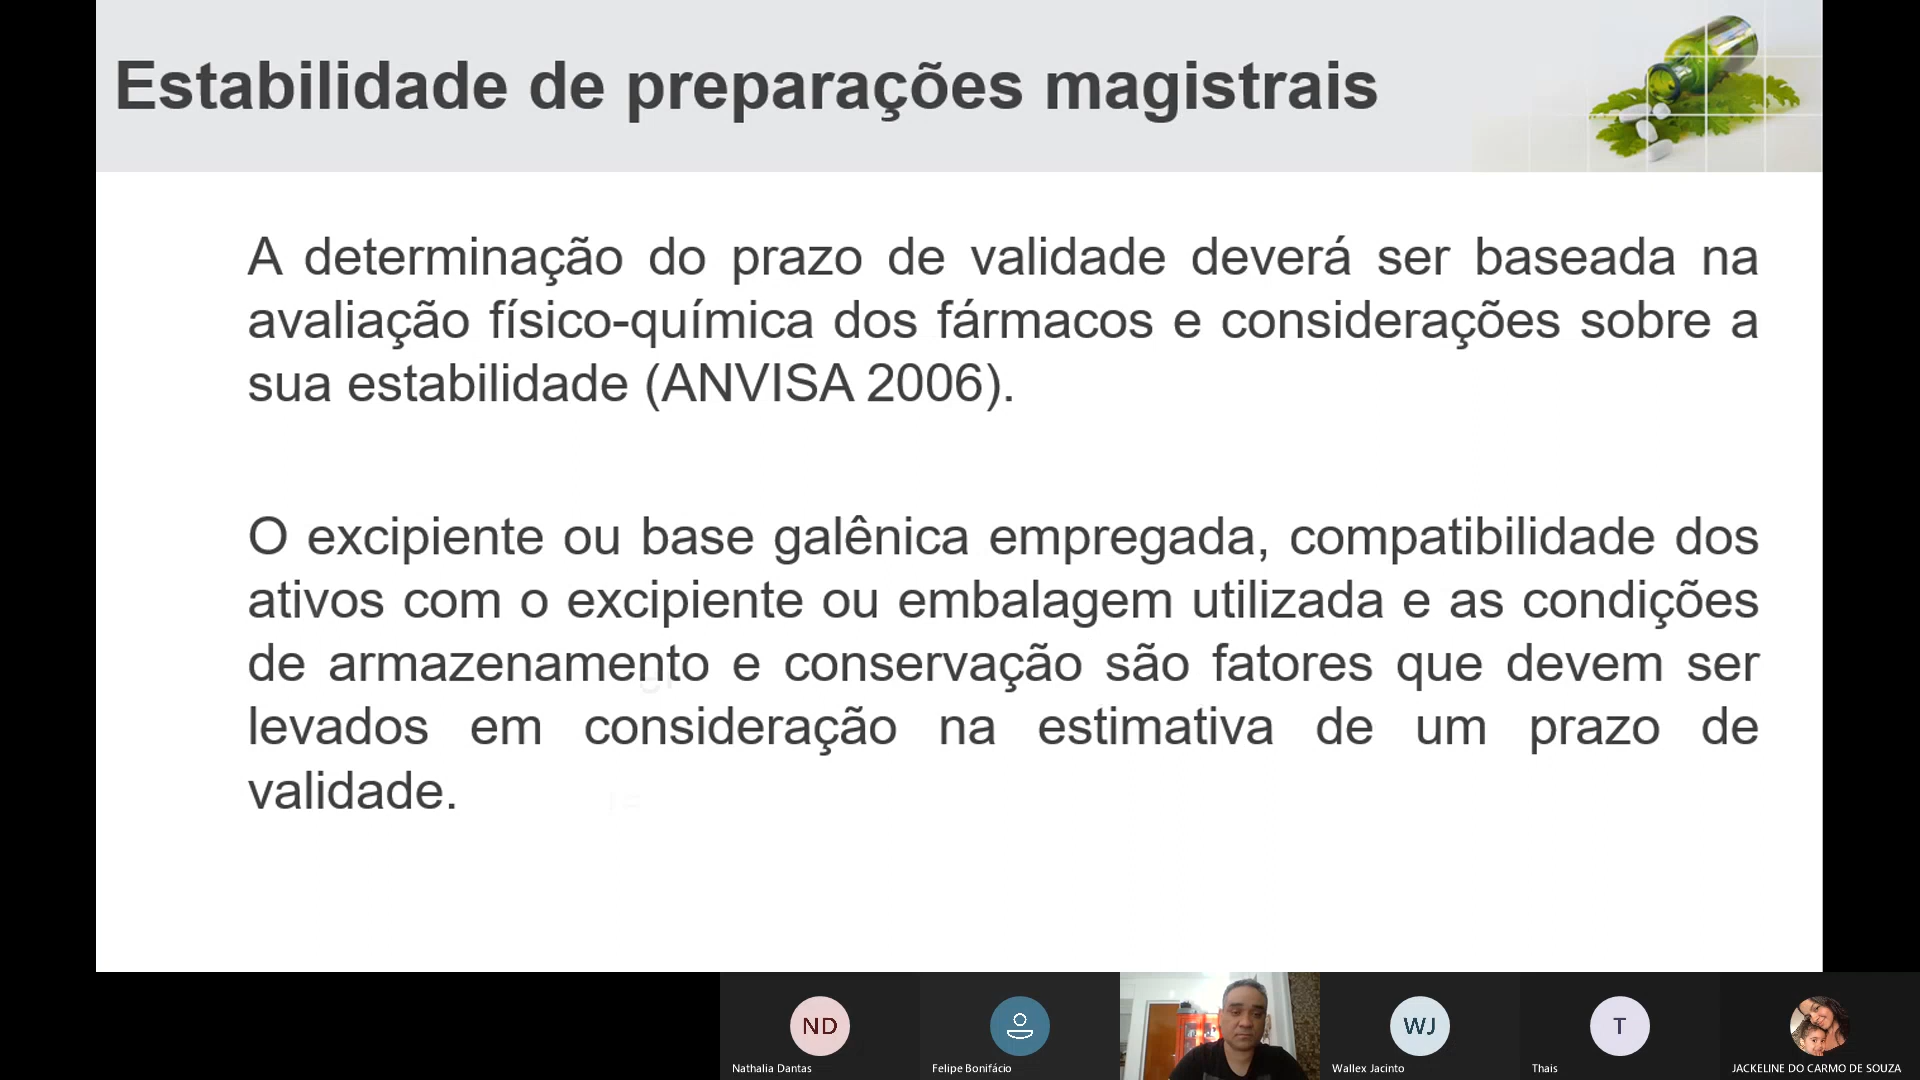 Estabilidade de preparações magistrais
A determinação do prazo de validade deverá ser baseada na
avaliação físico-química dos fármacos e considerações sobre a
sua estabilidade (ANVISA 2006).
O excipiente ou base galênica empregada, compatibilidade dos
ativos com o excipiente ou embalagem utilizada e as condições
de armazenamento e conservação são fatores que devem ser
levados em consideração na estimativa de um prazo de
validade.
ND
WJ
T
Nathalia Dantas
Felipe Bonifácio
Wallex Jacinto
Thais
JACKELINE DO CARMO DE SOUZA